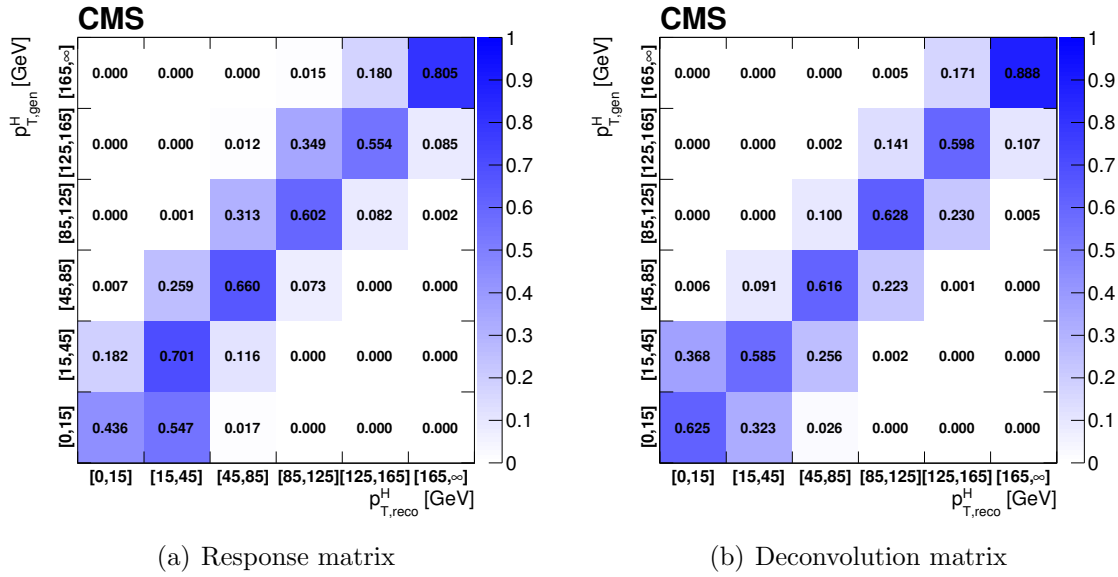 CMS
p^H_T,gen [GeV]
[165,∞]
[125,165]
[85,125]
[45,85]
[15,45]
[0,15]
0.000 0.000 0.000 0.015 0.180 0.805
0.000 0.000 0.012 0.349 0.554 0.085
0.000 0.001 0.313 0.602 0.082 0.002
0.007 0.259 0.660 0.073 0.000 0.000
0.182 0.701 0.116 0.000 0.000 0.000
0.436 0.547 0.017 0.000 0.000 0.000
[0,15] [15,45] [45,85] [85,125] [125,165] [165,∞]
p^H_T,reco [GeV]
1
0.9
0.8
0.7
0.6
0.5
0.4
0.3
0.2
0.1
0
(a) Response matrix
CMS
p^H_T,gen [GeV]
[165,∞]
[125,165]
[85,125]
[45,85]
[15,45]
[0,15]
0.000 0.000 0.000 0.005 0.171 0.888
0.000 0.000 0.002 0.141 0.598 0.107
0.000 0.000 0.100 0.628 0.230 0.005
0.006 0.091 0.616 0.223 0.001 0.000
0.368 0.585 0.256 0.002 0.000 0.000
0.625 0.323 0.026 0.000 0.000 0.000
[0,15] [15,45] [45,85] [85,125] [125,165] [165,∞]
p^H_T,reco [GeV]
1
0.9
0.8
0.7
0.6
0.5
0.4
0.3
0.2
0.1
0
(b) Deconvolution matrix